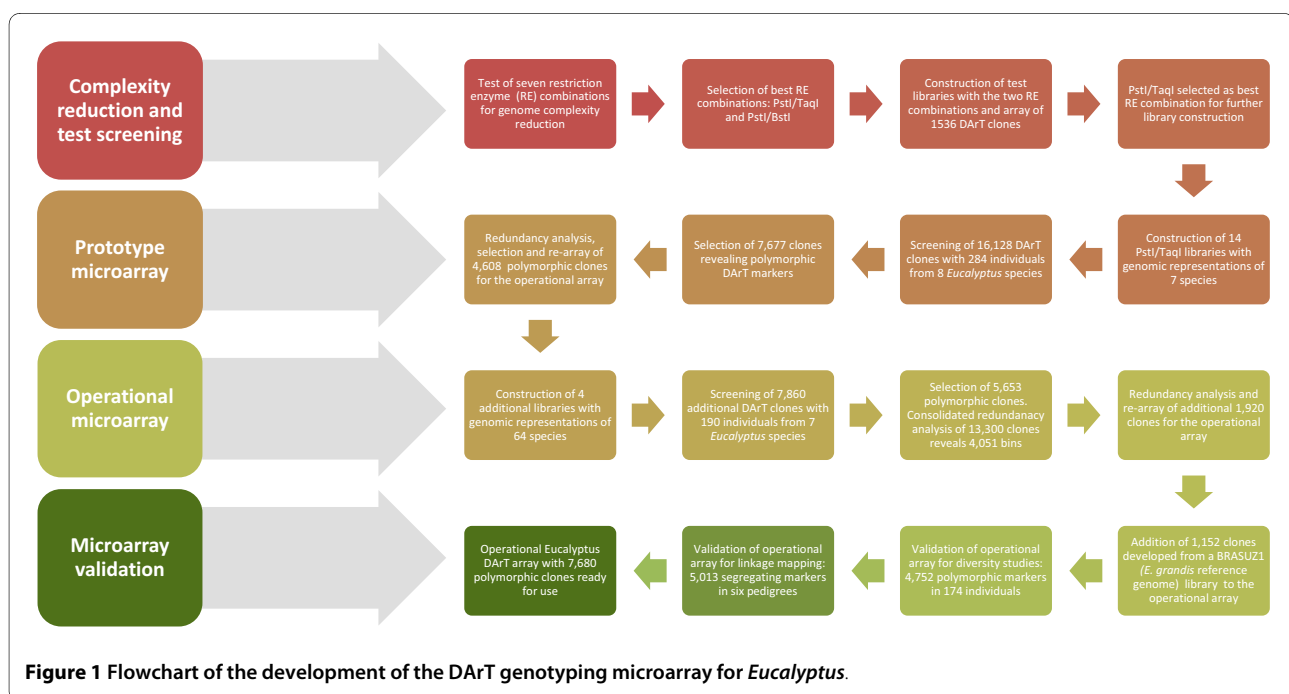 Complexity
reduction and
test screening
Test of seven restriction
enzyme (RE) combinations
for genome complexity
reduction
Selection of best RE
combinations: PstI/TaqI
and PstI/BstI
Construction of test
libraries with the two RE
combinations and array of
1536 DArT clones
PstI/TaqI selected as best
RE combination for further
library construction
Prototype
microarray
Redundancy analysis,
selection and re-array of
4,608 polymorphic clones
for the operational array
Selection of 7,677 clones
revealing polymorphic
DArT markers
Screening of 16,128 DArT
clones with 284 individuals
from 8 Eucalyptus species
Construction of 14
PstI/TaqI libraries with
genomic representations of
7 species
Operational
microarray
Construction of 4
additional libraries with
genomic representations of
64 species
Screening of 7,860
additional DArT clones with
190 individuals from 7
Eucalyptus species
Selection of 5,653
polymorphic clones.
Consolidated redundanacy
analysis of 13,300 clones
reveals 4,051 bins
Redundancy analysis and
re-array of additional 1,920
clones for the operational
array
Microarray
validation
Operational Eucalyptus
DArT array with 7,680
polymorphic clones ready
for use
Validation of operational
array for linkage mapping:
5,013 segregating markers
in six pedigrees
Validation of operational
array for diversity studies:
4,752 polymorphic markers
in 174 individuals
Addition of 1,152 clones
developed from a BRASUZ1
(E. grandis reference
genome) library to the
operational array
Figure 1 Flowchart of the development of the DArT genotyping microarray for Eucalyptus.